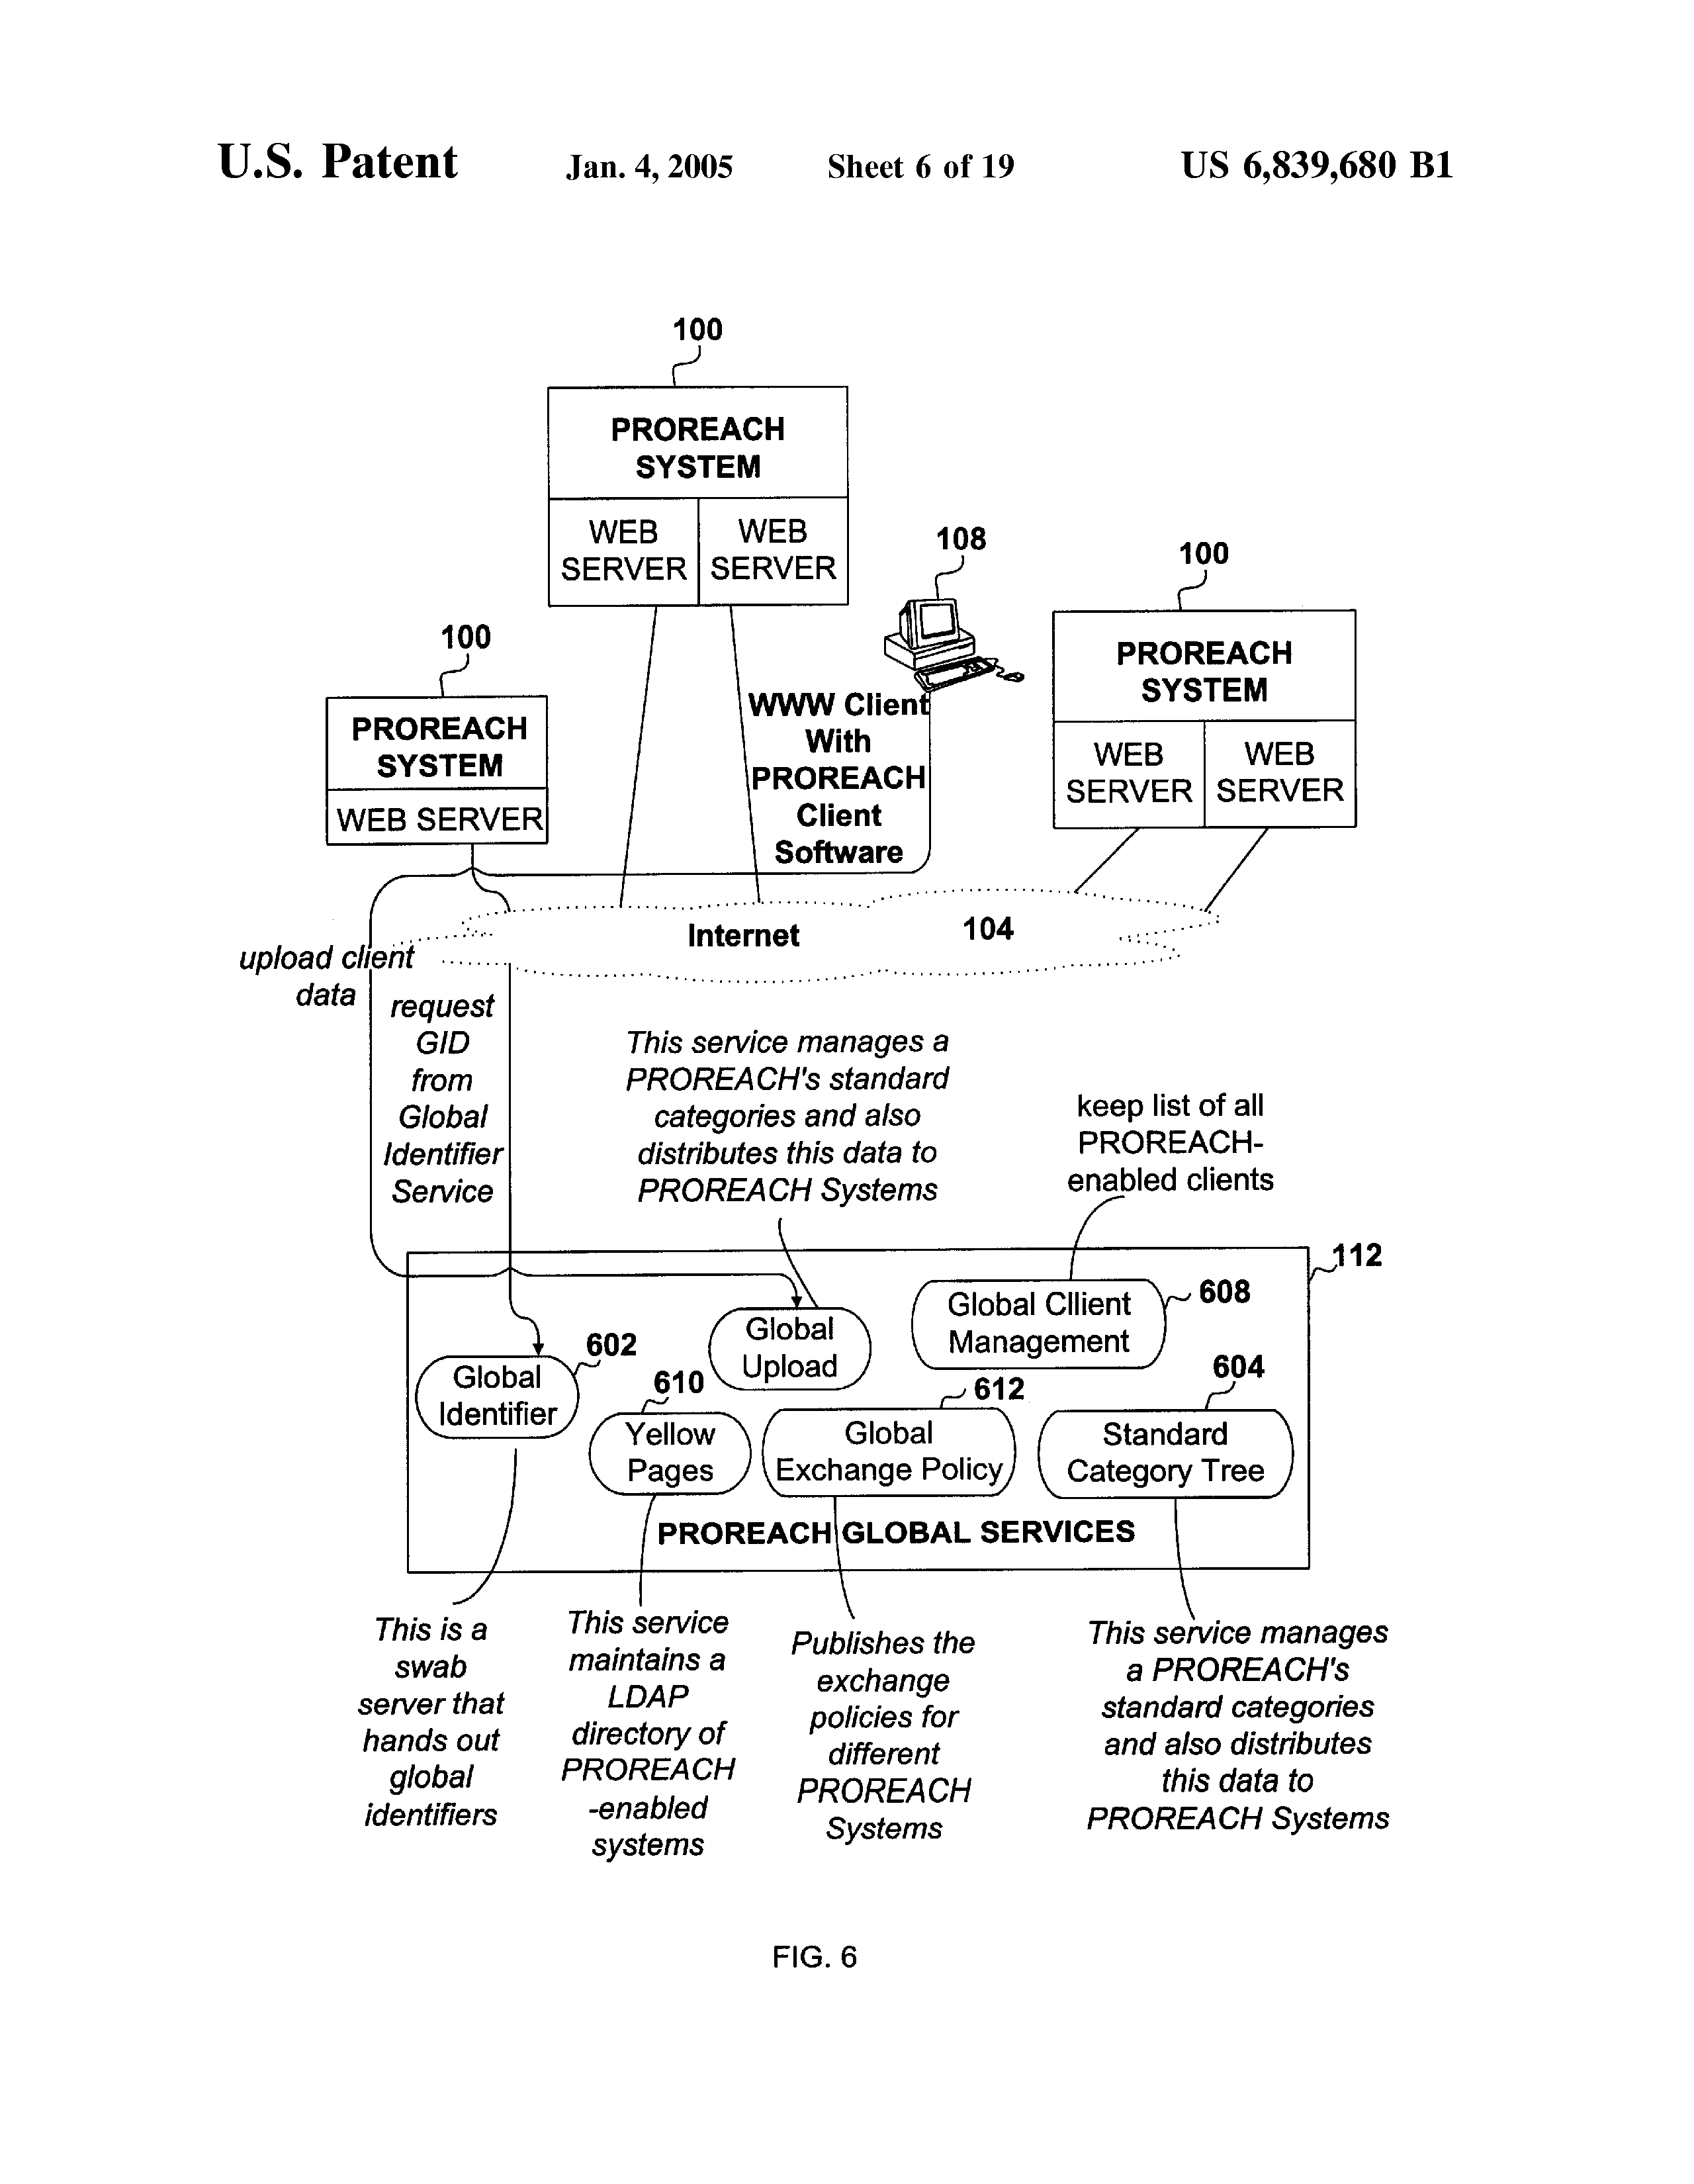 U.S. Patent Jan. 4, 2005 Sheet 6 of 19 US 6,839,680 B1
100
PROREACH
SYSTEM
WEB
SERVER
WEB
SERVER
108
100
100
PROREACH
SYSTEM
WEB SERVER
WWW Client
With
PROREACH
Client
Software
PROREACH
SYSTEM
WEB
SERVER
WEB
SERVER
Internet
104
upload client
data
request
GID
from
Global
Identifier
Service
This service manages a
PROREACH's standard
categories and also
distributes this data to
PROREACH Systems
keep list of all
PROREACH-
enabled clients
112
Global Cllient
Management
608
Global
Upload
602
Global
Identifier
610
Yellow
Pages
612
Global
Exchange Policy
604
Standard
Category Tree
PROREACH GLOBAL SERVICES
This is a
swab
server that
hands out
global
identifiers
This service
maintains a
LDAP
directory of
PROREACH
-enabled
systems
Publishes the
exchange
policies for
different
PROREACH
Systems
This service manages
a PROREACH's
standard categories
and also distributes
this data to
PROREACH Systems
FIG. 6